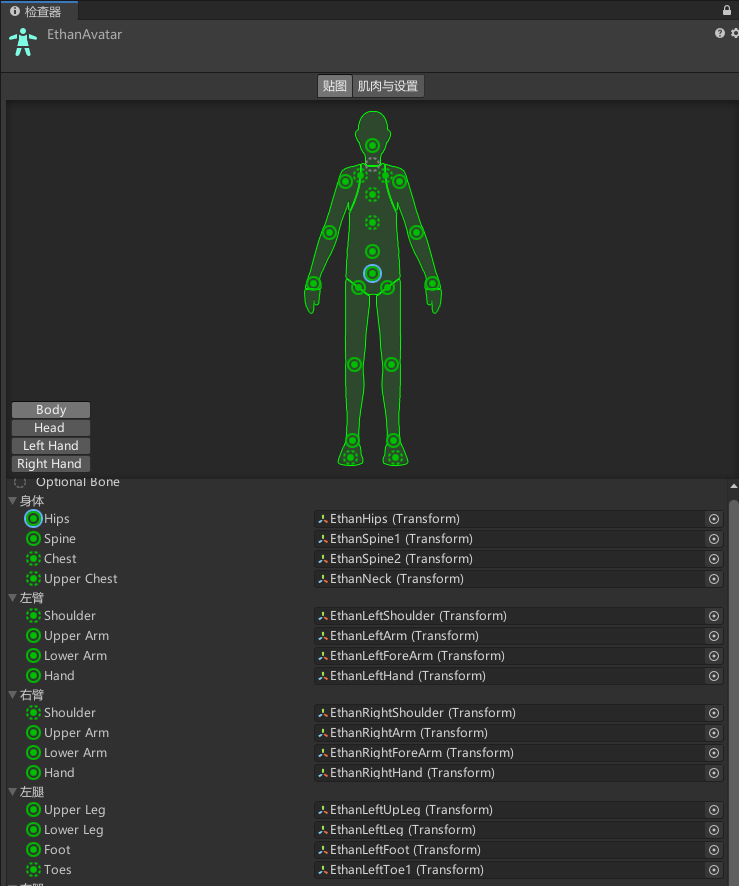 检查器
EthanAvatar
贴图 肌肉与设置
Body
Head
Left Hand
Right Hand
Optional Bone
身体
Hips EthanHips (Transform)
Spine EthanSpine1 (Transform)
Chest EthanSpine2 (Transform)
Upper Chest EthanNeck (Transform)
左臂
Shoulder EthanLeftShoulder (Transform)
Upper Arm EthanLeftArm (Transform)
Lower Arm EthanLeftForeArm (Transform)
Hand EthanLeftHand (Transform)
右臂
Shoulder EthanRightShoulder (Transform)
Upper Arm EthanRightArm (Transform)
Lower Arm EthanRightForeArm (Transform)
Hand EthanRightHand (Transform)
左腿
Upper Leg EthanLeftUpLeg (Transform)
Lower Leg EthanLeftLeg (Transform)
Foot EthanLeftFoot (Transform)
Toes EthanLeftToe1 (Transform)